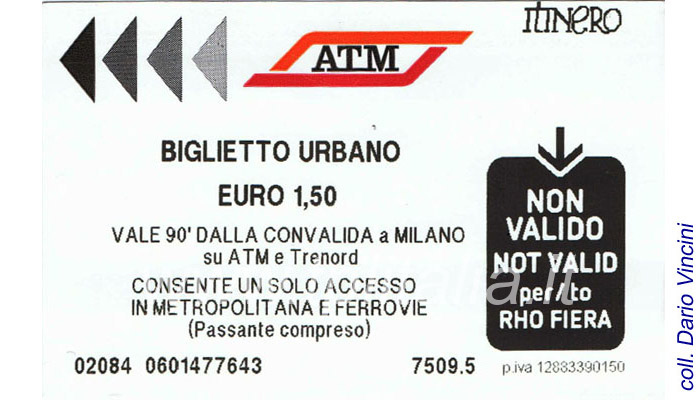 ITINERO
ATM
BIGLIETTO URBANO
EURO 1,50
VALE 90' DALLA CONVALIDA a MILANO
su ATM e Trenord
CONSENTE UN SOLO ACCESSO
IN METROPOLITANA E FERROVIE
(Passante compreso)
02084 0601477643 7509.5
NON
VALIDO
NOT VALID
per/to
RHO FIERA
p.iva 12883390150
coll. Dario Vincini